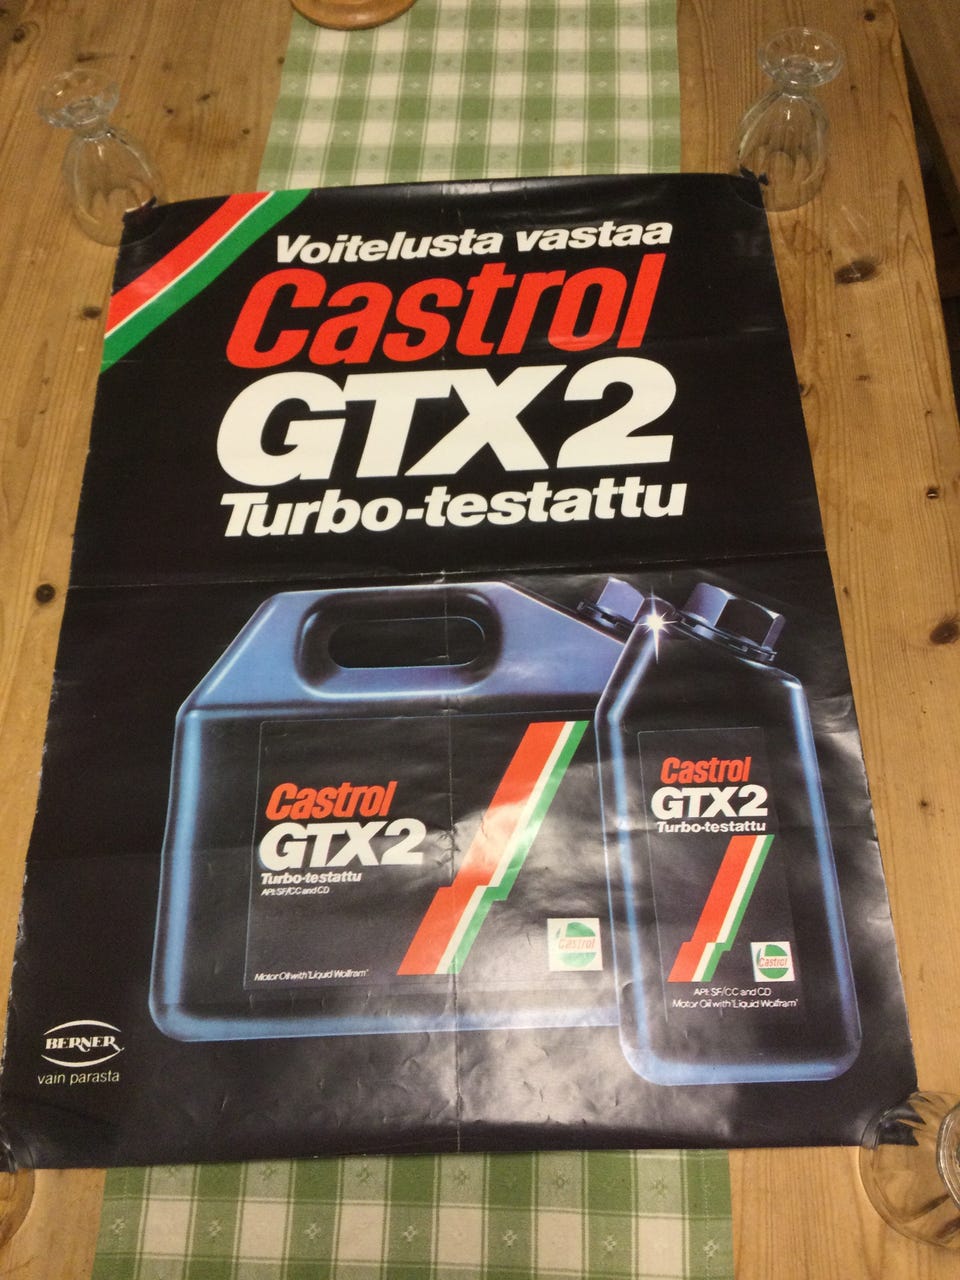 Voitelusta vastaa
Castrol
GTX2
Turbo-testattu
Castrol
GTX2
Turbo-testattu
API: SF/CC and CD
Motor Oil with 'Liquid Wolfram'
Castrol
Castrol
GTX2
Turbo-testattu
Castrol
API: SF/CC and CD
Motor Oil with 'Liquid Wolfram'
BERNER
vain parasta